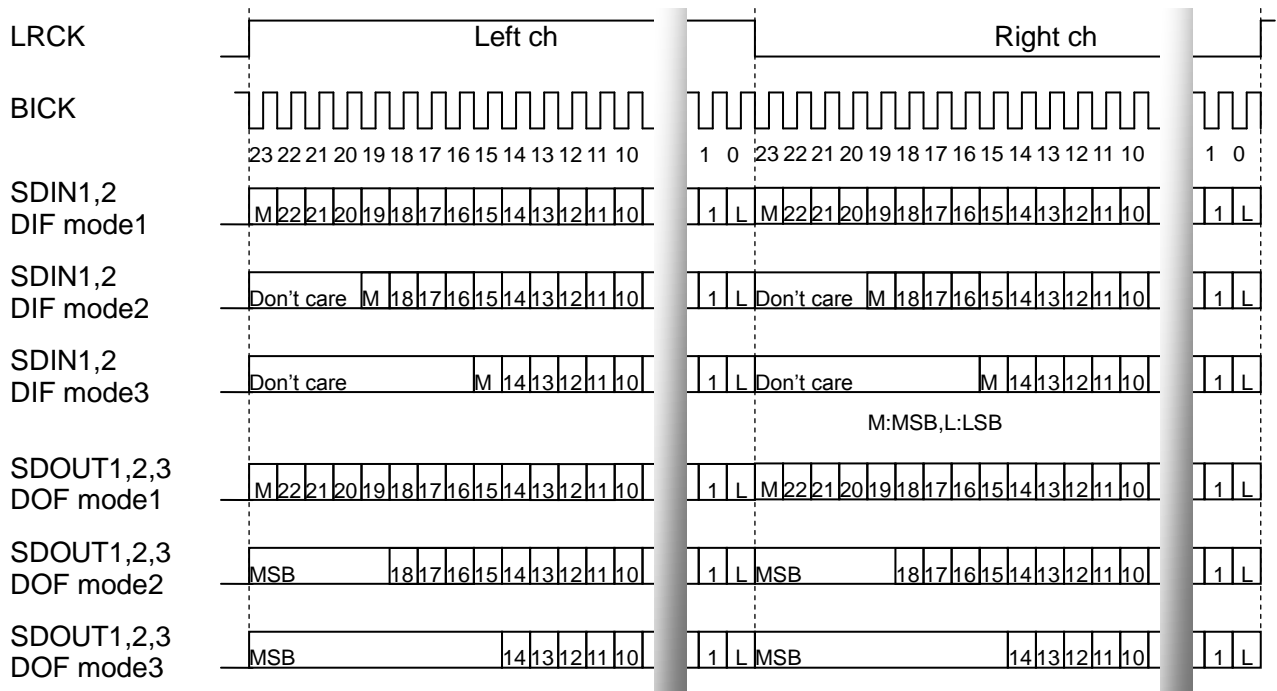 LRCK Left ch Right ch
BICK
23 22 21 20 19 18 17 16 15 14 13 12 11 10 1 0 23 22 21 20 19 18 17 16 15 14 13 12 11 10 1 0
SDIN1,2
DIF mode1
M 22 21 20 19 18 17 16 15 14 13 12 11 10 1 L M 22 21 20 19 18 17 16 15 14 13 12 11 10 1 L
SDIN1,2
DIF mode2
Don't care M 18 17 16 15 14 13 12 11 10 1 L Don't care M 18 17 16 15 14 13 12 11 10 1 L
SDIN1,2
DIF mode3
Don't care M 14 13 12 11 10 1 L Don't care M 14 13 12 11 10 1 L
M:MSB,L:LSB
SDOUT1,2,3
DOF mode1
M 22 21 20 19 18 17 16 15 14 13 12 11 10 1 L M 22 21 20 19 18 17 16 15 14 13 12 11 10 1 L
SDOUT1,2,3
DOF mode2
MSB 18 17 16 15 14 13 12 11 10 1 L MSB 18 17 16 15 14 13 12 11 10 1 L
SDOUT1,2,3
DOF mode3
MSB 14 13 12 11 10 1 L MSB 14 13 12 11 10 1 L